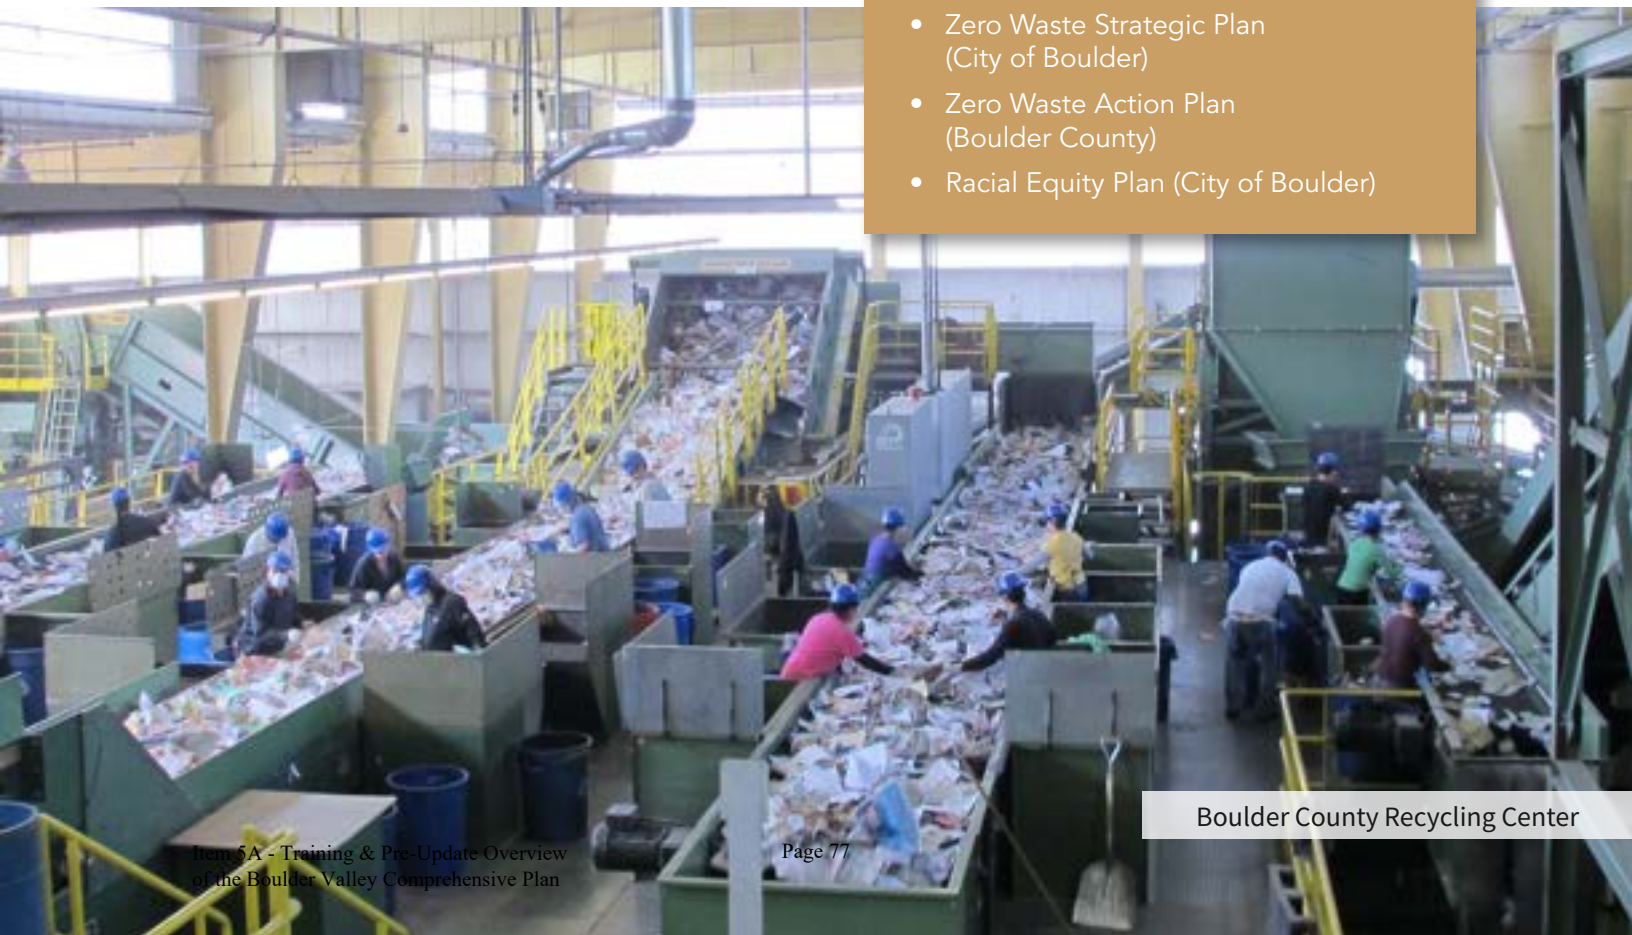 • Zero Waste Strategic Plan
(City of Boulder)
• Zero Waste Action Plan
(Boulder County)
• Racial Equity Plan (City of Boulder)
Boulder County Recycling Center
Item 5A - Training & Pre-Update Overview
of the Boulder Valley Comprehensive Plan
Page 77